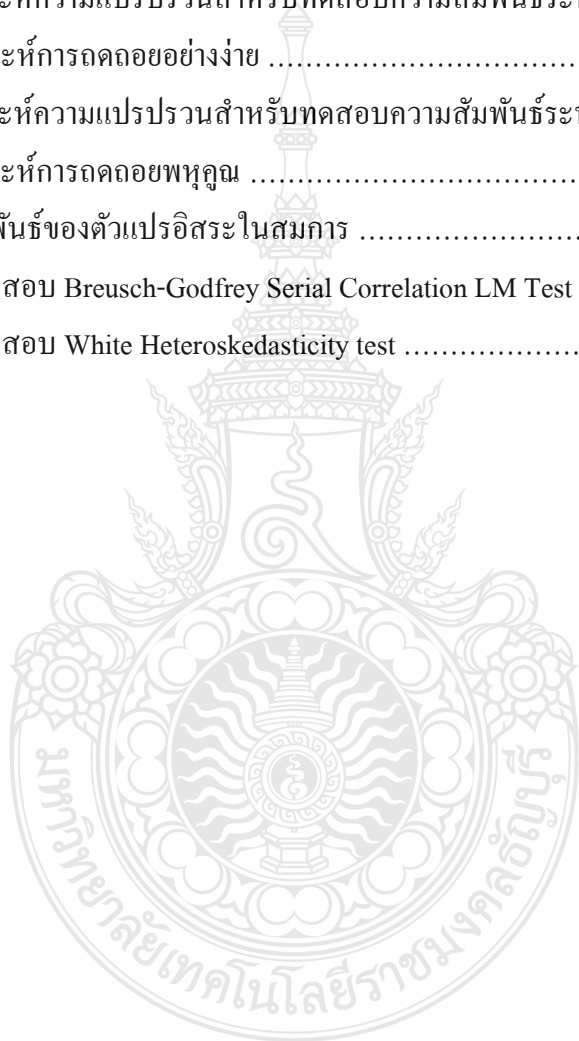 ะห์ความแปรปรวนสำหรับทดสอบความสัมพันธ์ระห
ะห์การถดถอยอย่างง่าย ……………………………
ะห์ความแปรปรวนสำหรับทดสอบความสัมพันธ์ระห
ะห์การถดถอยพหุคูณ ………………………………
พันธ์ของตัวแปรอิสระในสมการ ……………………
สอบ Breusch-Godfrey Serial Correlation LM Test
สอบ White Heteroskedasticity test ………………
มหาวิทยาลัยเทคโนโลยีราชมงคลธัญบุรี